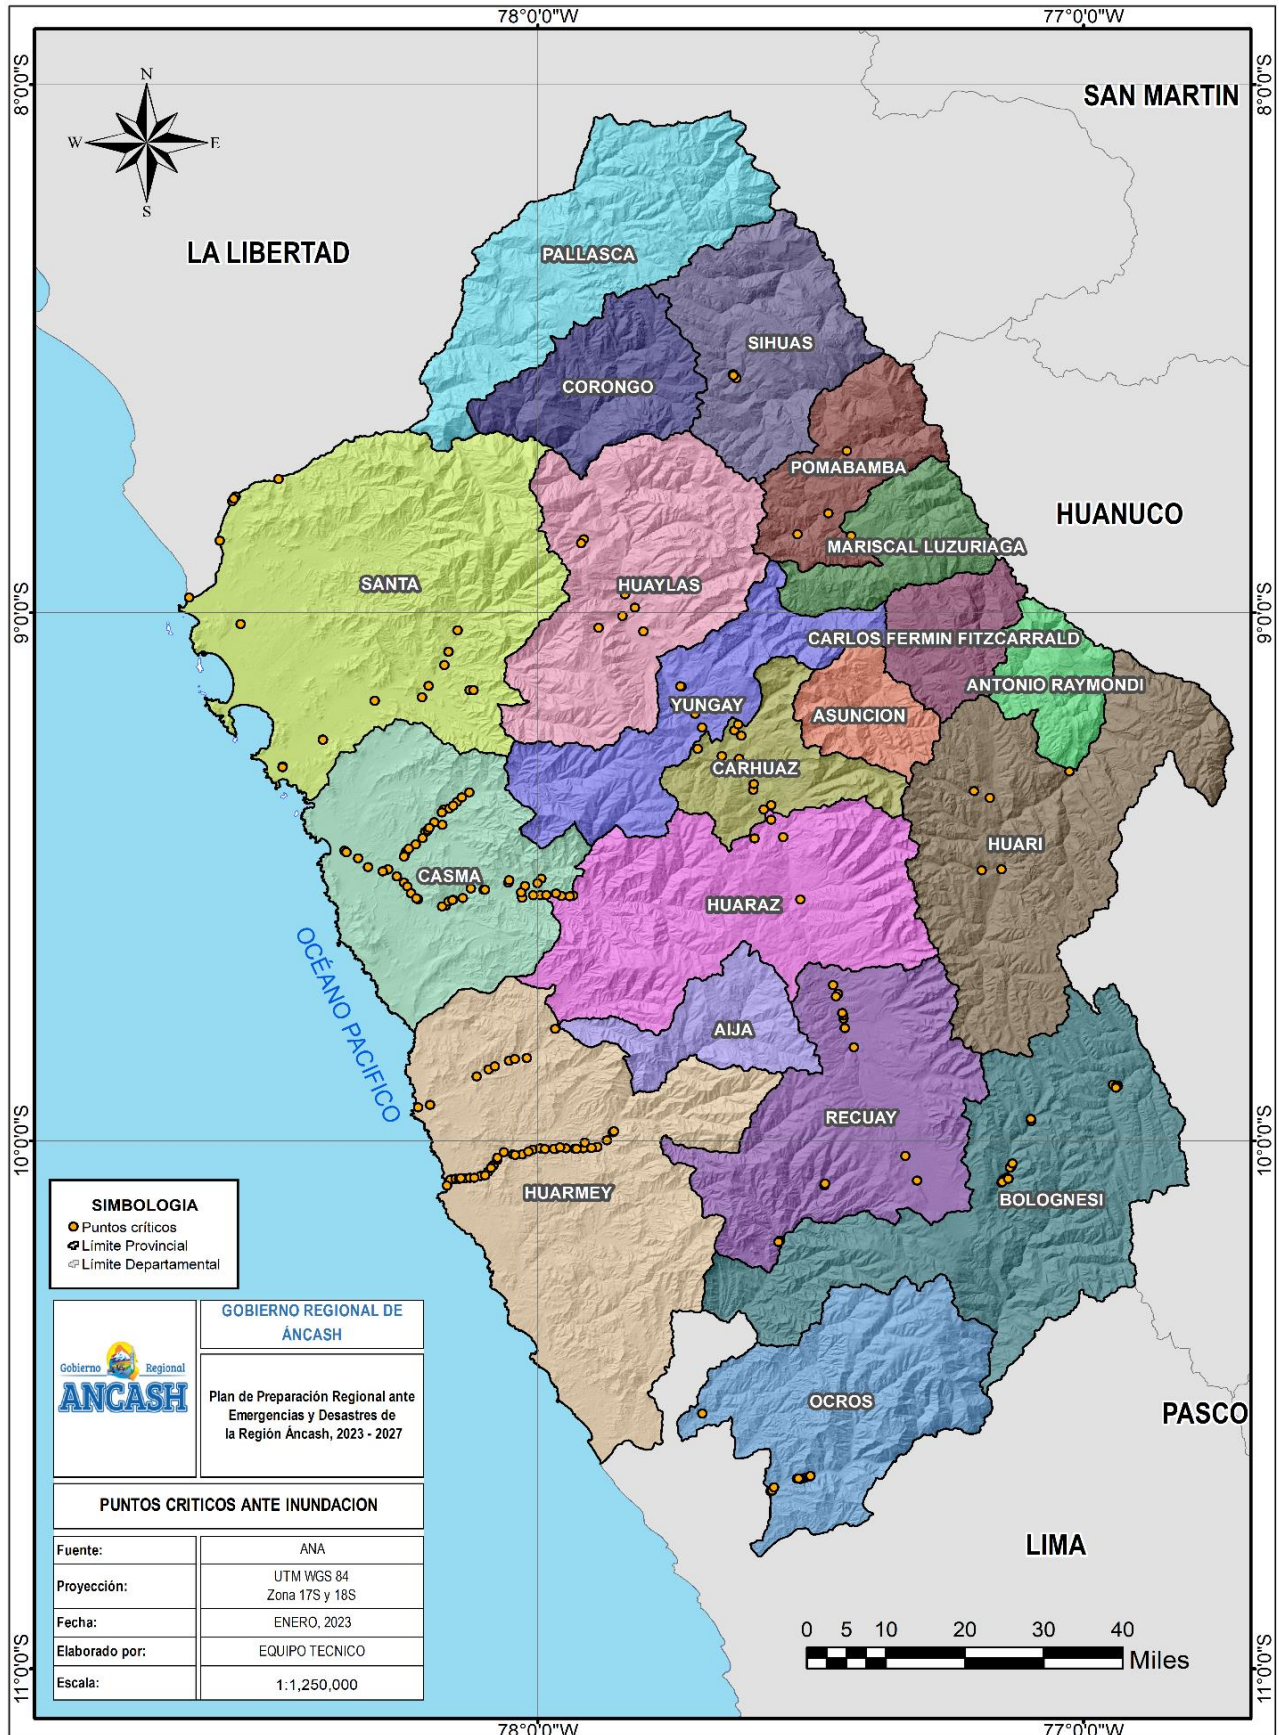 78°0'0"W
77°0'0"W
8°0'0"S
8°0'0"S
N
W
E
S
SAN MARTIN
LA LIBERTAD
PALLASCA
SIHUAS
CORONGO
POMABAMBA
HUANUCO
MARISCAL LUZURIAGA
SANTA
HUAYLAS
9°0'0"S
9°0'0"S
CARLOS FERMIN FITZCARRALD
ANTONIO RAYMONDI
YUNGAY
ASUNCION
CARHUAZ
HUARI
CASMA
HUARAZ
OCÉANO PACIFICO
AIJA
RECUAY
10°0'0"S
10°0'0"S
HUARMEY
BOLOGNESI
SIMBOLOGIA
Puntos críticos
Límite Provincial
Límite Departamental
OCROS
PASCO
LIMA
GOBIERNO REGIONAL DE
ÁNCASH
Gobierno Regional
ANCASH
Plan de Preparación Regional ante
Emergencias y Desastres de
la Región Áncash, 2023 - 2027
PUNTOS CRITICOS ANTE INUNDACION
Fuente: ANA
Proyección: UTM WGS 84
Zona 17S y 18S
Fecha: ENERO, 2023
Elaborado por: EQUIPO TECNICO
Escala: 1:1,250,000
0 5 10 20 30 40
Miles
11°0'0"S
11°0'0"S
78°0'0"W
77°0'0"W